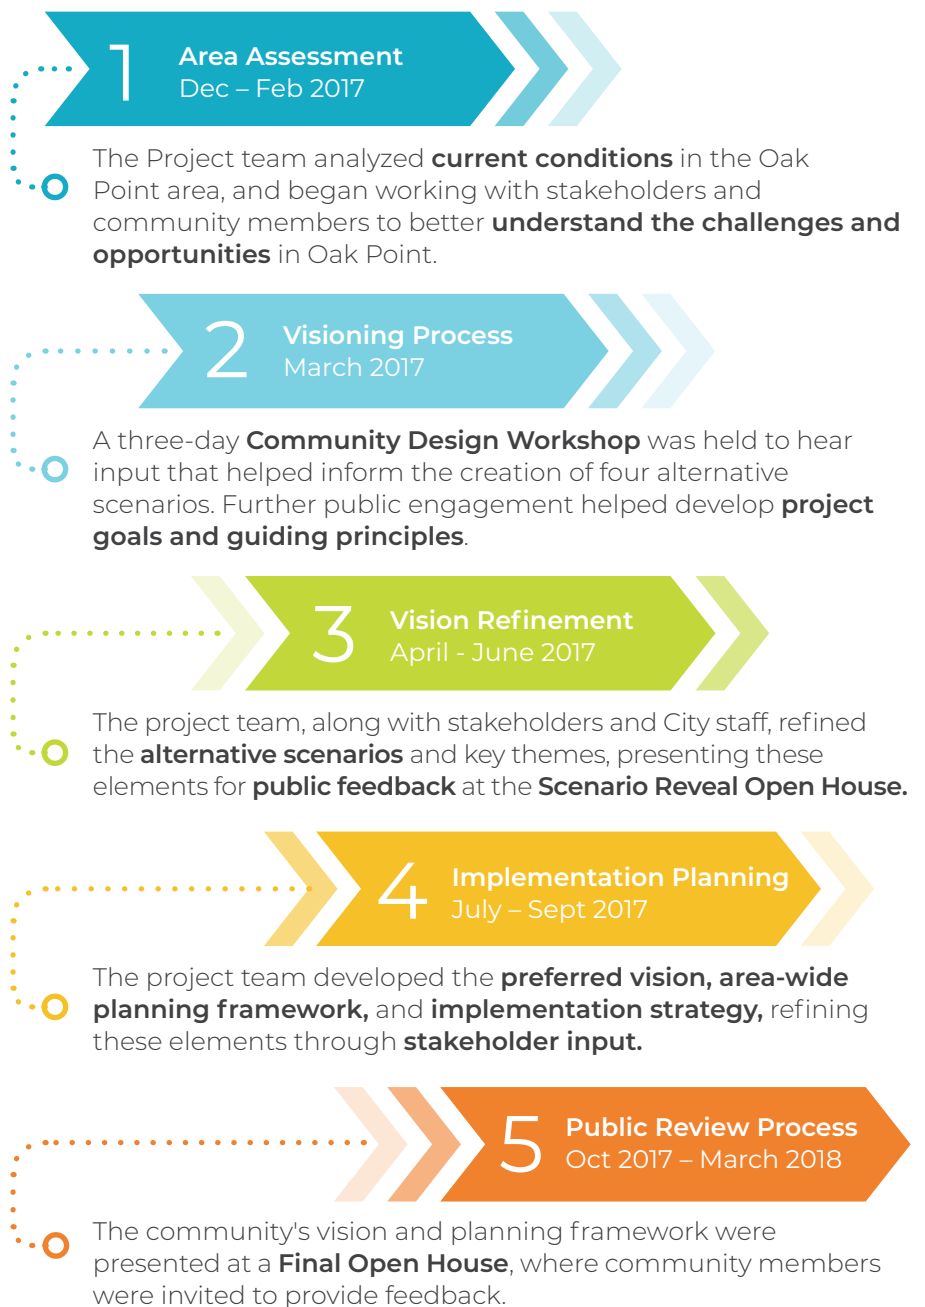 1
Area Assessment
Dec – Feb 2017
The Project team analyzed current conditions in the Oak
Point area, and began working with stakeholders and
community members to better understand the challenges and
opportunities in Oak Point.
2
Visioning Process
March 2017
A three-day Community Design Workshop was held to hear
input that helped inform the creation of four alternative
scenarios. Further public engagement helped develop project
goals and guiding principles.
3
Vision Refinement
April - June 2017
The project team, along with stakeholders and City staff, refined
the alternative scenarios and key themes, presenting these
elements for public feedback at the Scenario Reveal Open House.
4
Implementation Planning
July – Sept 2017
The project team developed the preferred vision, area-wide
planning framework, and implementation strategy, refining
these elements through stakeholder input.
5
Public Review Process
Oct 2017 – March 2018
The community's vision and planning framework were
presented at a Final Open House, where community members
were invited to provide feedback.